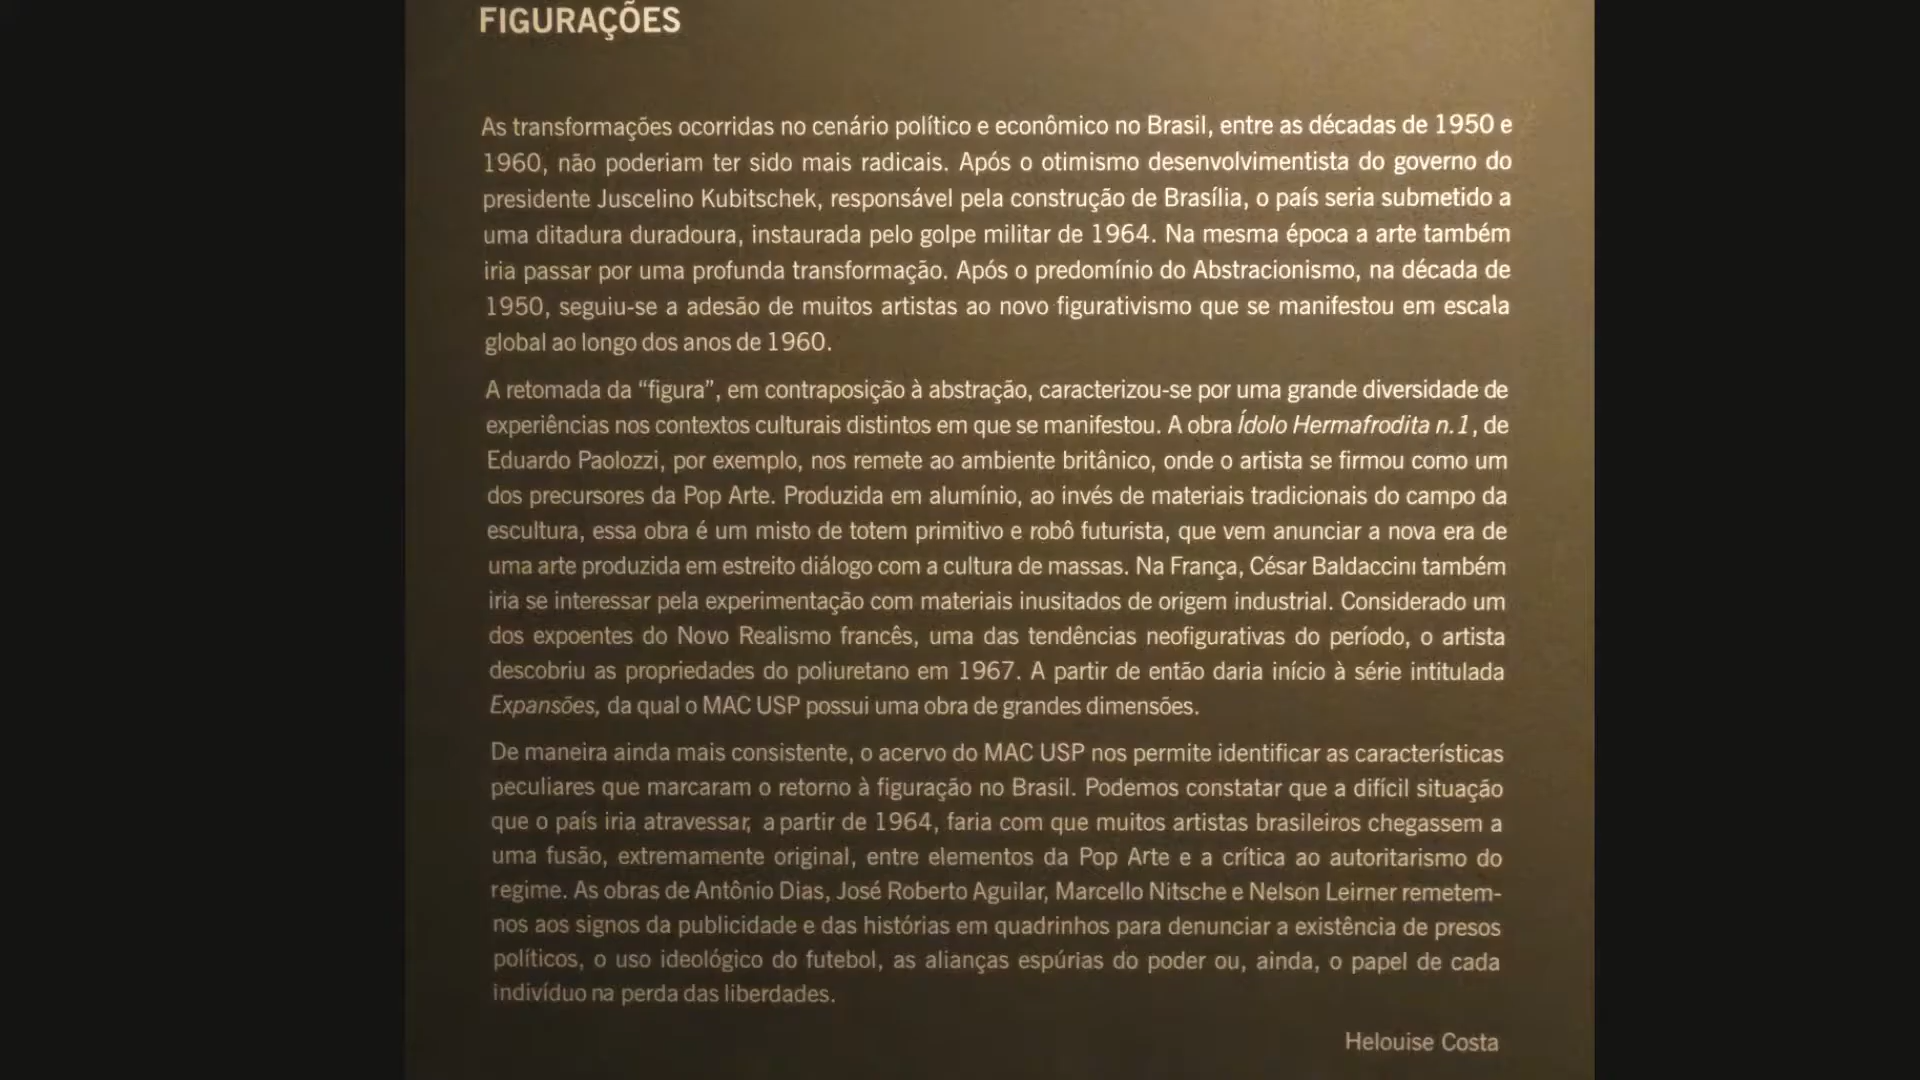 FIGURAÇÕES
As transformações ocorridas no cenário político e econômico no Brasil, entre as décadas de 1950 e
1960, não poderiam ter sido mais radicais. Após o otimismo desenvolvimentista do governo do
presidente Juscelino Kubitschek, responsável pela construção de Brasília, o país seria submetido a
uma ditadura duradoura, instaurada pelo golpe militar de 1964. Na mesma época a arte também
iria passar por uma profunda transformação. Após o predomínio do Abstracionismo, na década de
1950, seguiu-se a adesão de muitos artistas ao novo figurativismo que se manifestou em escala
global ao longo dos anos de 1960.
A retomada da “figura”, em contraposição à abstração, caracterizou-se por uma grande diversidade de
experiências nos contextos culturais distintos em que se manifestou. A obra Ídolo Hermafrodita n.1, de
Eduardo Paolozzi, por exemplo, nos remete ao ambiente britânico, onde o artista se firmou como um
dos precursores da Pop Arte. Produzida em alumínio, ao invés de materiais tradicionais do campo da
escultura, essa obra é um misto de totem primitivo e robô futurista, que vem anunciar a nova era de
uma arte produzida em estreito diálogo com a cultura de massas. Na França, César Baldaccini também
iria se interessar pela experimentação com materiais inusitados de origem industrial. Considerado um
dos expoentes do Novo Realismo francês, uma das tendências neofigurativas do período, o artista
descobriu as propriedades do poliuretano em 1967. A partir de então daria início à série intitulada
Expansões, da qual o MAC USP possui uma obra de grandes dimensões.
De maneira ainda mais consistente, o acervo do MAC USP nos permite identificar as características
peculiares que marcaram o retorno à figuração no Brasil. Podemos constatar que a difícil situação
que o país iria atravessar, a partir de 1964, faria com que muitos artistas brasileiros chegassem a
uma fusão, extremamente original, entre elementos da Pop Arte e a crítica ao autoritarismo do
regime. As obras de Antônio Dias, José Roberto Aguilar, Marcello Nitsche e Nelson Leirner remetem-
nos aos signos da publicidade e das histórias em quadrinhos para denunciar a existência de presos
políticos, o uso ideológico do futebol, as alianças espúrias do poder ou, ainda, o papel de cada
indivíduo na perda das liberdades.
Helouise Costa